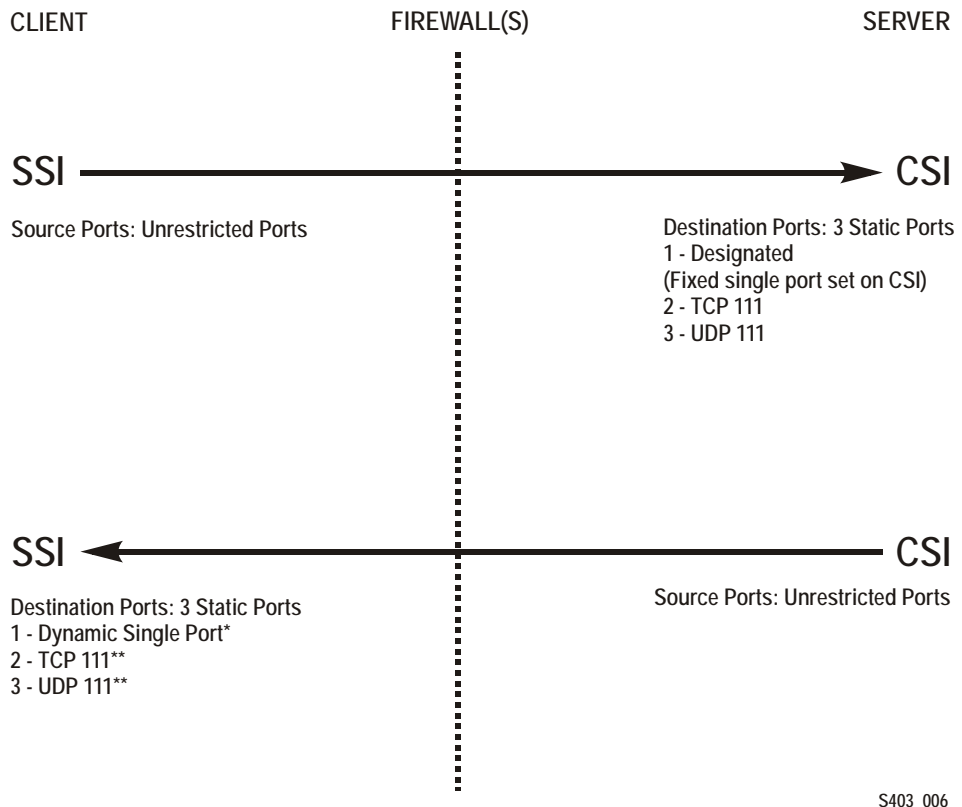 CLIENT FIREWALL(S) SERVER
SSI CSI
Source Ports: Unrestricted Ports
Destination Ports: 3 Static Ports
1 - Designated
(Fixed single port set on CSI)
2 - TCP 111
3 - UDP 111
SSI CSI
Destination Ports: 3 Static Ports
1 - Dynamic Single Port*
2 - TCP 111**
3 - UDP 111**
Source Ports: Unrestricted Ports
S403_006